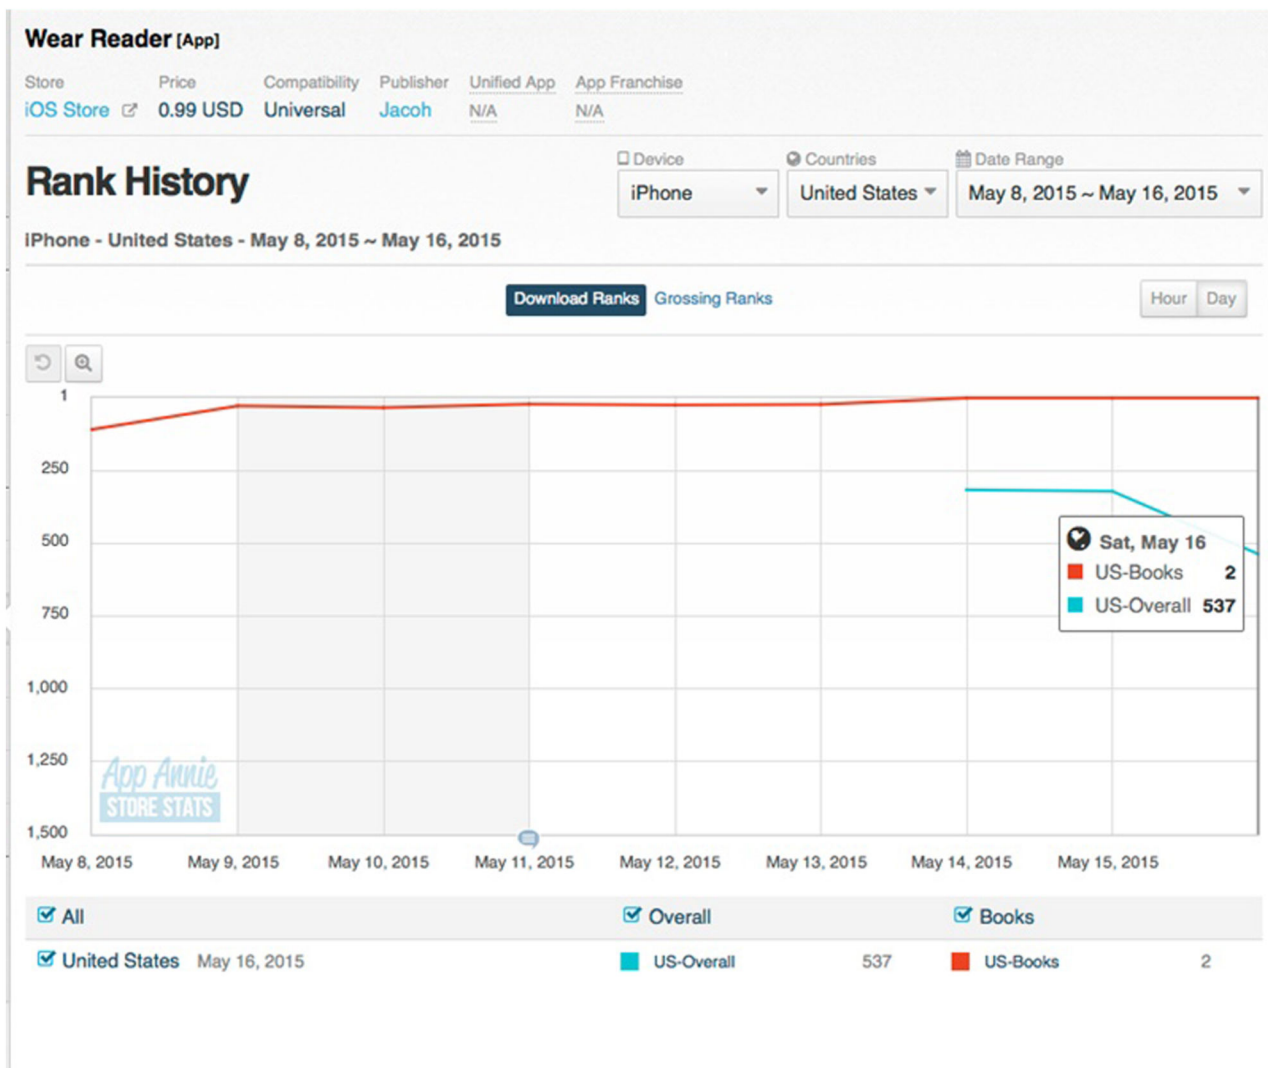 Wear Reader [App]
Store Price Compatibility Publisher Unified App App Franchise
iOS Store 0.99 USD Universal Jacoh N/A N/A
Rank History
Device Countries Date Range
iPhone United States May 8, 2015 ~ May 16, 2015
iPhone - United States - May 8, 2015 ~ May 16, 2015
Download Ranks Grossing Ranks Hour Day
1
250
500
750
1,000
1,250
1,500
Sat, May 16
US-Books 2
US-Overall 537
App Annie
STORE STATS
May 8, 2015 May 9, 2015 May 10, 2015 May 11, 2015 May 12, 2015 May 13, 2015 May 14, 2015 May 15, 2015
All Overall Books
United States May 16, 2015 US-Overall 537 US-Books 2